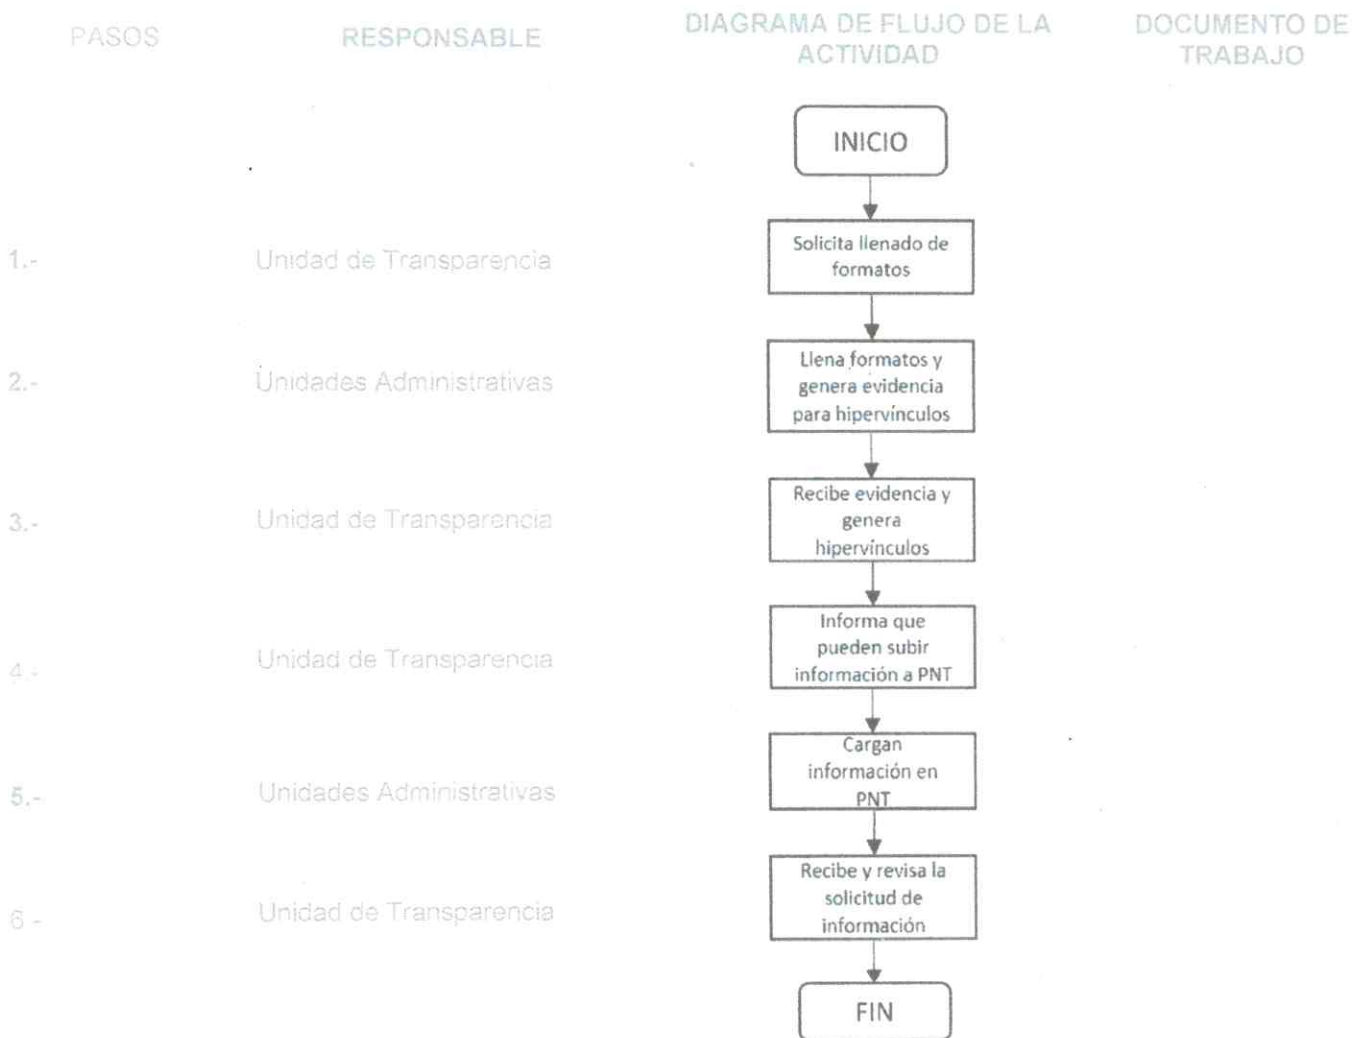 PASOS
RESPONSABLE
DIAGRAMA DE FLUJO DE LA
ACTIVIDAD
DOCUMENTO DE
TRABAJO
INICIO
1.-
Unidad de Transparencia
Solicita llenado de
formatos
2.-
Unidades Administrativas
Llena formatos y
genera evidencia
para hipervínculos
3.-
Unidad de Transparencia
Recibe evidencia y
genera
hipervínculos
4.-
Unidad de Transparencia
Informa que
pueden subir
información a PNT
5.-
Unidades Administrativas
Cargan
información en
PNT
6.-
Unidad de Transparencia
Recibe y revisa la
solicitud de
información
FIN